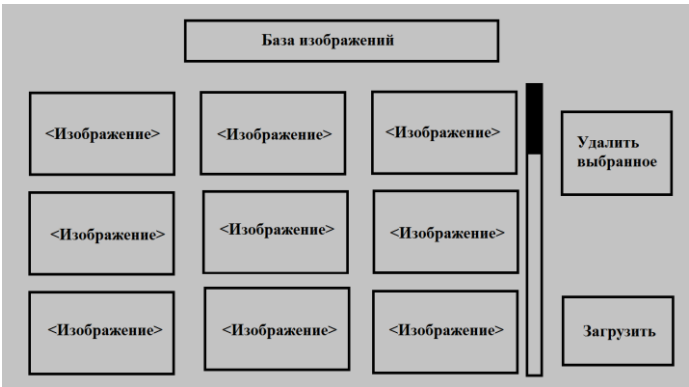 База изображений
<Изображение>
<Изображение>
<Изображение>
Удалить
выбранное
<Изображение>
<Изображение>
<Изображение>
<Изображение>
<Изображение>
<Изображение>
Загрузить